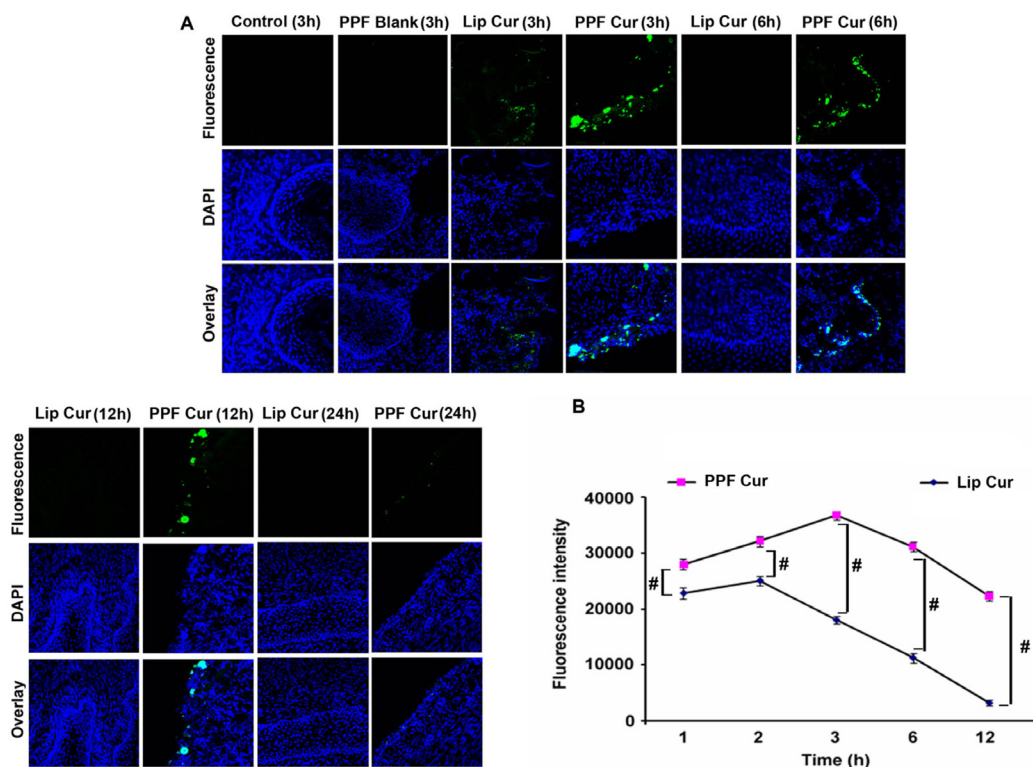 A
Control (3h) PPF Blank (3h) Lip Cur (3h) PPF Cur (3h) Lip Cur (6h) PPF Cur (6h)
Fluorescence
DAPI
Overlay
Lip Cur (12h) PPF Cur (12h) Lip Cur (24h) PPF Cur (24h)
Fluorescence
DAPI
Overlay
B
PPF Cur Lip Cur
Fluorescence intensity
40000
30000
20000
10000
0
# # # # #
1 2 3 6 12
Time (h)